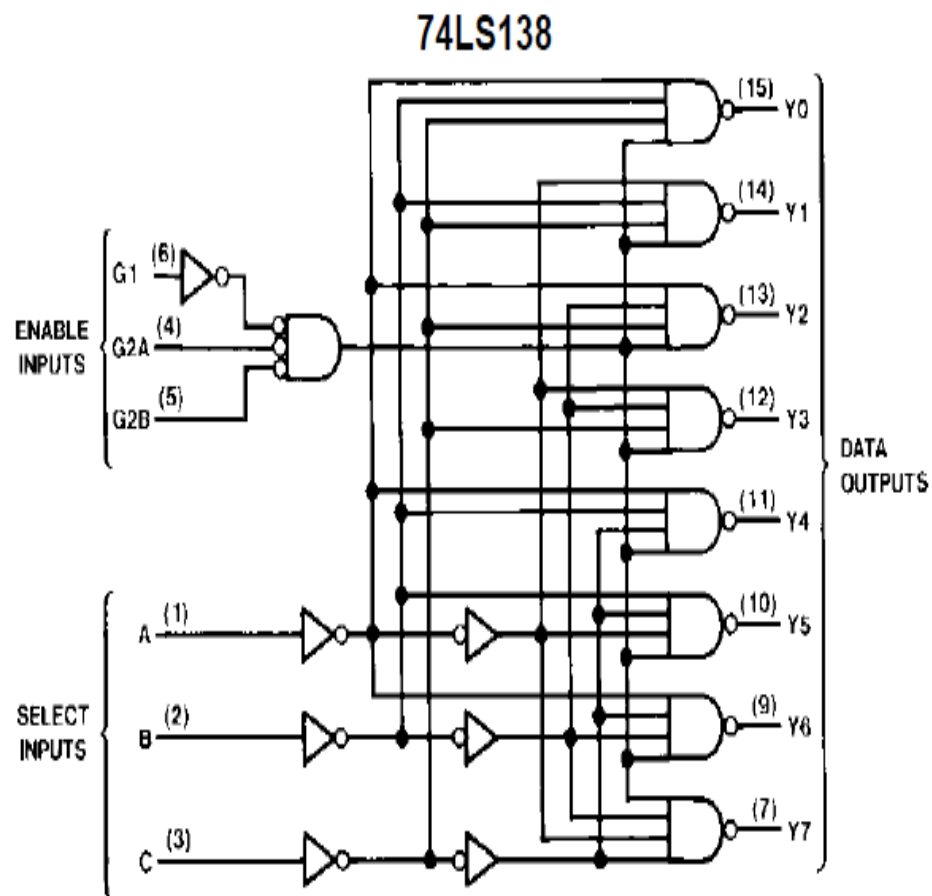 74LS138
(15) Y0
(14) Y1
G1 (6)
(13) Y2
ENABLE
INPUTS
G2A (4)
G2B (5)
(12) Y3
DATA
OUTPUTS
(11) Y4
A (1)
(10) Y5
SELECT
INPUTS
B (2)
(9) Y6
C (3)
(7) Y7